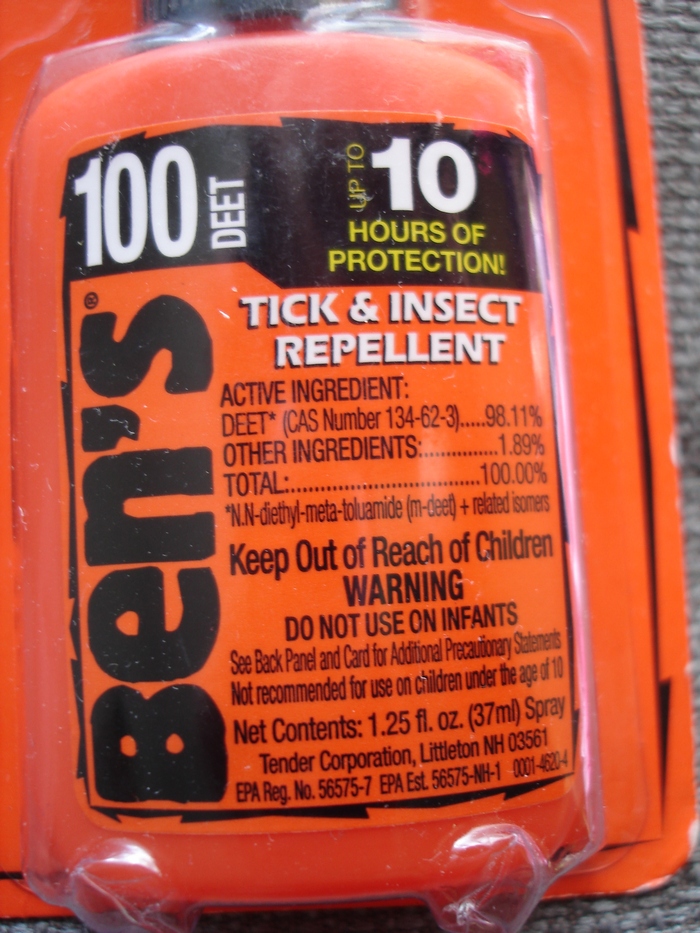 100 DEET
UP TO 10
HOURS OF
PROTECTION!
Ben's®
TICK & INSECT
REPELLENT
ACTIVE INGREDIENT:
DEET* (CAS Number 134-62-3).....98.11%
OTHER INGREDIENTS:..............1.89%
TOTAL:..................................100.00%
*N.N-diethyl-meta-toluamide (m-deet) + related isomers
Keep Out of Reach of Children
WARNING
DO NOT USE ON INFANTS
See Back Panel and Card for Additional Precautionary Statements
Not recommended for use on children under the age of 10
Net Contents: 1.25 fl. oz. (37ml) Spray
Tender Corporation, Littleton NH 03561
EPA Reg. No. 56575-7 EPA Est. 56575-NH-1 0001-4620-4